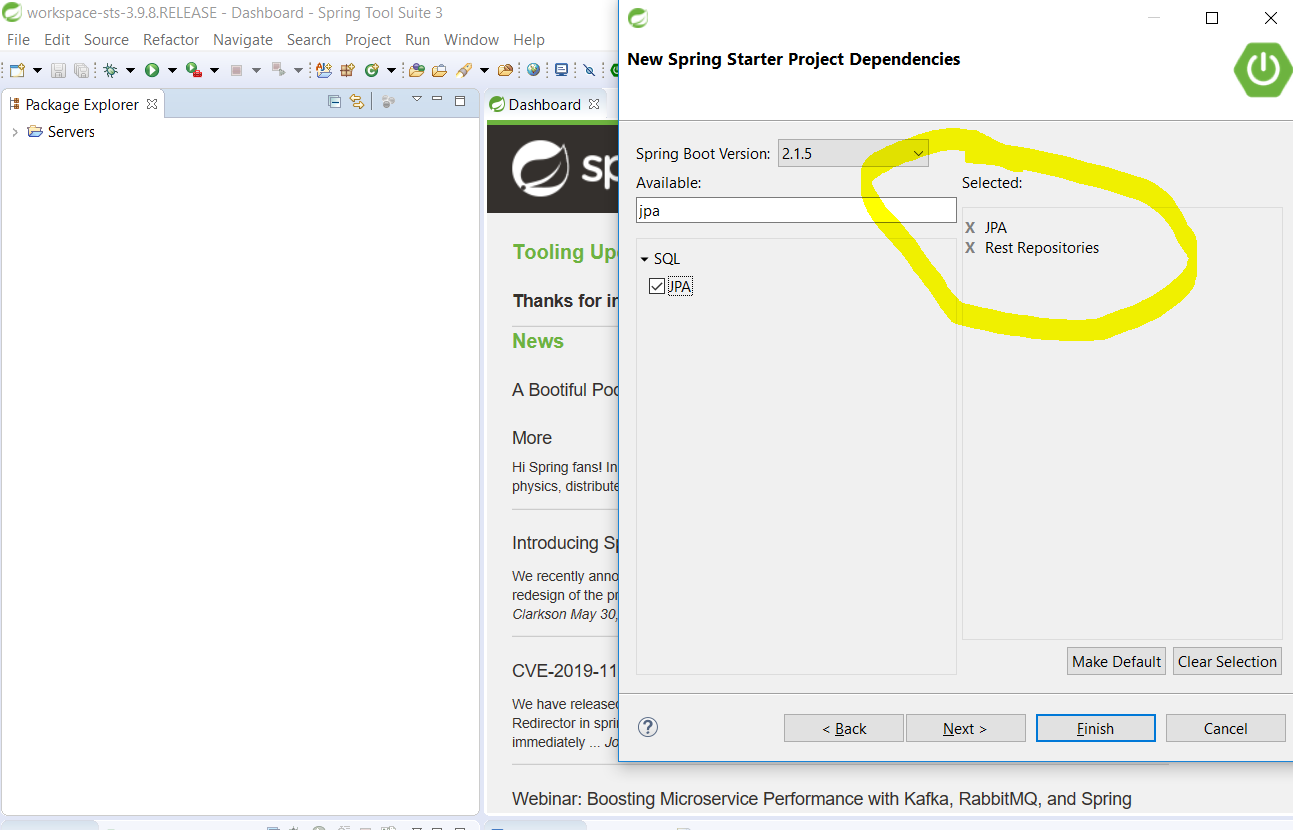 workspace-sts-3.9.8.RELEASE - Dashboard - Spring Tool Suite 3
File Edit Source Refactor Navigate Search Project Run Window Help
Package Explorer
Servers
Dashboard
sp
Tooling Up
Thanks for
News
A Bootiful
More
Hi Spring fans! In
physics, distribute
Introducing
We recently anno
redesign of the
Clarkson May 30,
CVE-2019-11
We have released
Redirector in
immediately ...
Webinar: Boosting Microservice Performance with Kafka, RabbitMQ, and Spring
New Spring Starter Project Dependencies
Spring Boot Version: 2.1.5
Available:
jpa
SQL
JPA
Selected:
X JPA
X Rest Repositories
Make Default Clear Selection
? < Back Next > Finish Cancel